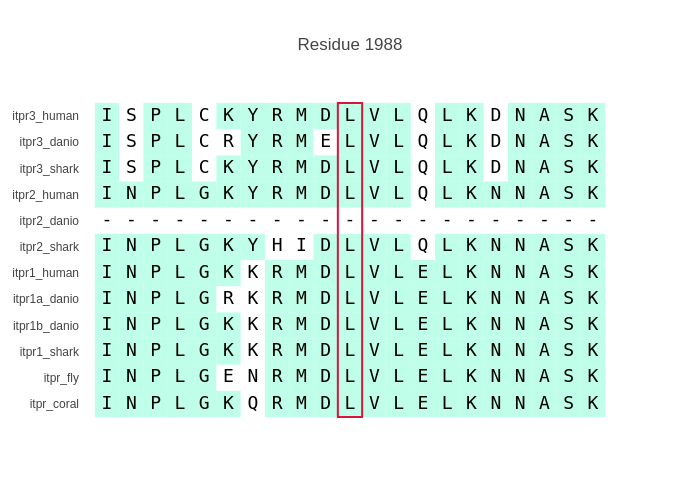 Residue 1988
itpr3_human I S P L C K Y R M D L V L Q L K D N A S K
itpr3_danio I S P L C R Y R M E L V L Q L K D N A S K
itpr3_shark I S P L C K Y R M D L V L Q L K D N A S K
itpr2_human I N P L G K Y R M D L V L Q L K N N A S K
itpr2_danio - - - - - - - - - - - - - - - - - - - - -
itpr2_shark I N P L G K Y H I D L V L Q L K N N A S K
itpr1_human I N P L G K K R M D L V L E L K N N A S K
itpr1a_danio I N P L G R K R M D L V L E L K N N A S K
itpr1b_danio I N P L G K K R M D L V L E L K N N A S K
itpr1_shark I N P L G K K R M D L V L E L K N N A S K
itpr_fly I N P L G E N R M D L V L E L K N N A S K
itpr_coral I N P L G K Q R M D L V L E L K N N A S K